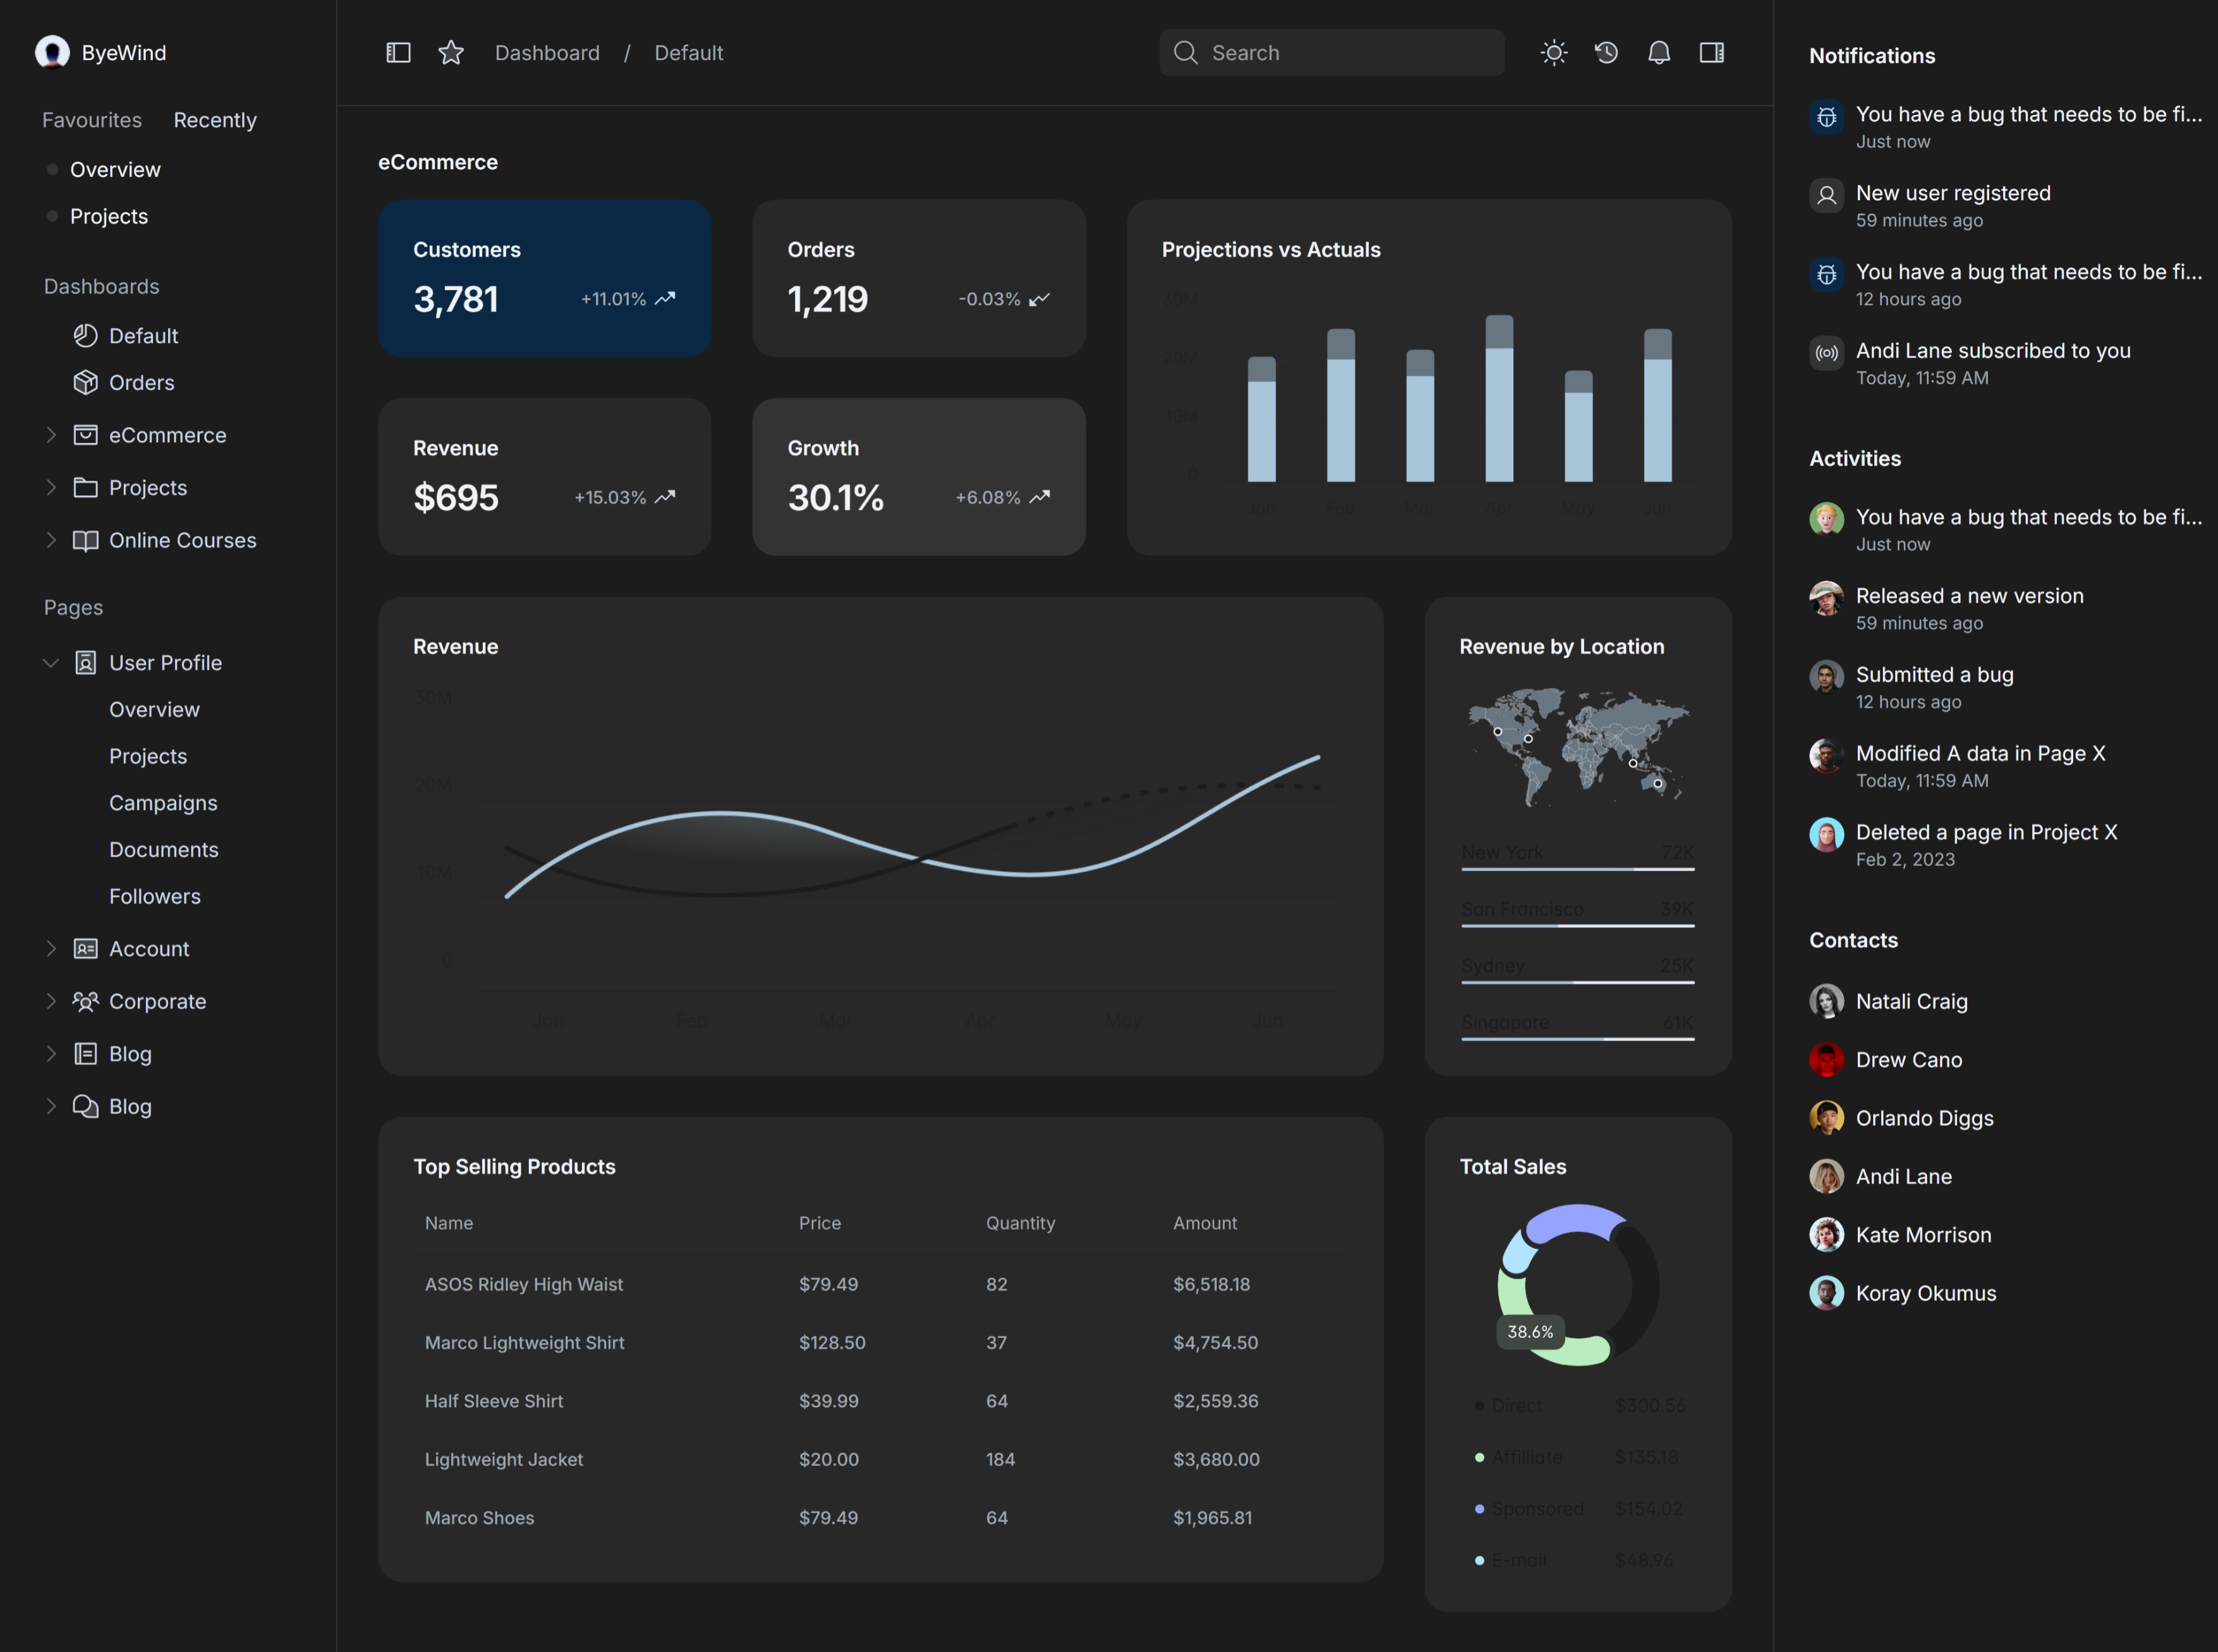 ByeWind
Favourites Recently
Overview
Projects
Dashboards
Default
Orders
eCommerce
Projects
Online Courses
Pages
User Profile
Overview
Projects
Campaigns
Documents
Followers
Account
Corporate
Blog
Blog
Dashboard / Default
Search
eCommerce
Customers
3,781 +11.01%
Orders
1,219 -0.03%
Revenue
$695 +15.03%
Growth
30.1% +6.08%
Projections vs Actuals
30M
20M
10M
0
Jan Feb Mar Apr May Jun
Revenue
30M
20M
10M
0
Jan Feb Mar Apr May Jun
Revenue by Location
New York 72K
San Francisco 39K
Sydney 25K
Singapore 61K
Top Selling Products
Name Price Quantity Amount
ASOS Ridley High Waist $79.49 82 $6,518.18
Marco Lightweight Shirt $128.50 37 $4,754.50
Half Sleeve Shirt $39.99 64 $2,559.36
Lightweight Jacket $20.00 184 $3,680.00
Marco Shoes $79.49 64 $1,965.81
Total Sales
38.6%
Direct $300.56
Affilliate $135.18
Sponsored $154.02
E-mail $48.96
Notifications
You have a bug that needs to be fi...
Just now
New user registered
59 minutes ago
You have a bug that needs to be fi...
12 hours ago
Andi Lane subscribed to you
Today, 11:59 AM
Activities
You have a bug that needs to be fi...
Just now
Released a new version
59 minutes ago
Submitted a bug
12 hours ago
Modified A data in Page X
Today, 11:59 AM
Deleted a page in Project X
Feb 2, 2023
Contacts
Natali Craig
Drew Cano
Orlando Diggs
Andi Lane
Kate Morrison
Koray Okumus